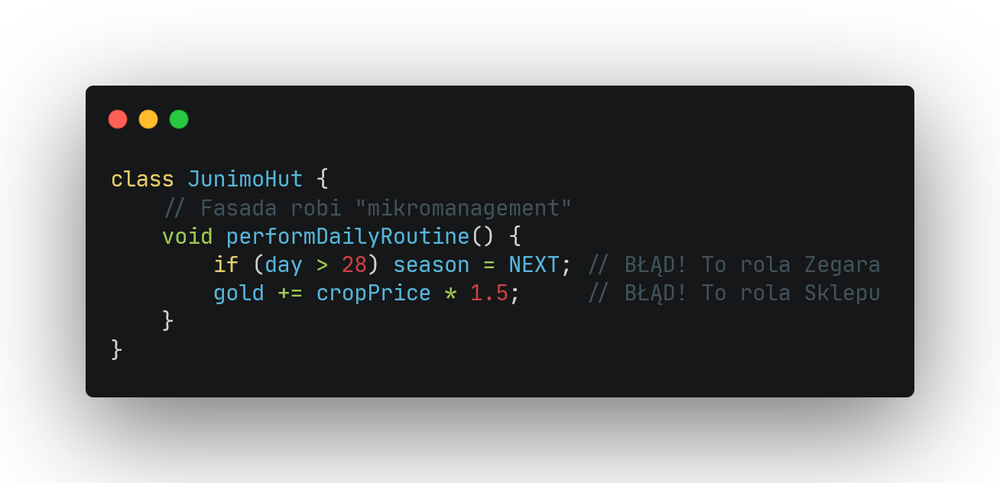 class JunimoHut {
    // Fasada robi "mikromanagement"
    void performDailyRoutine() {
        if (day > 28) season = NEXT; // BŁĄD! To rola Zegara
        gold += cropPrice * 1.5;     // BŁĄD! To rola Sklepu
    }
}